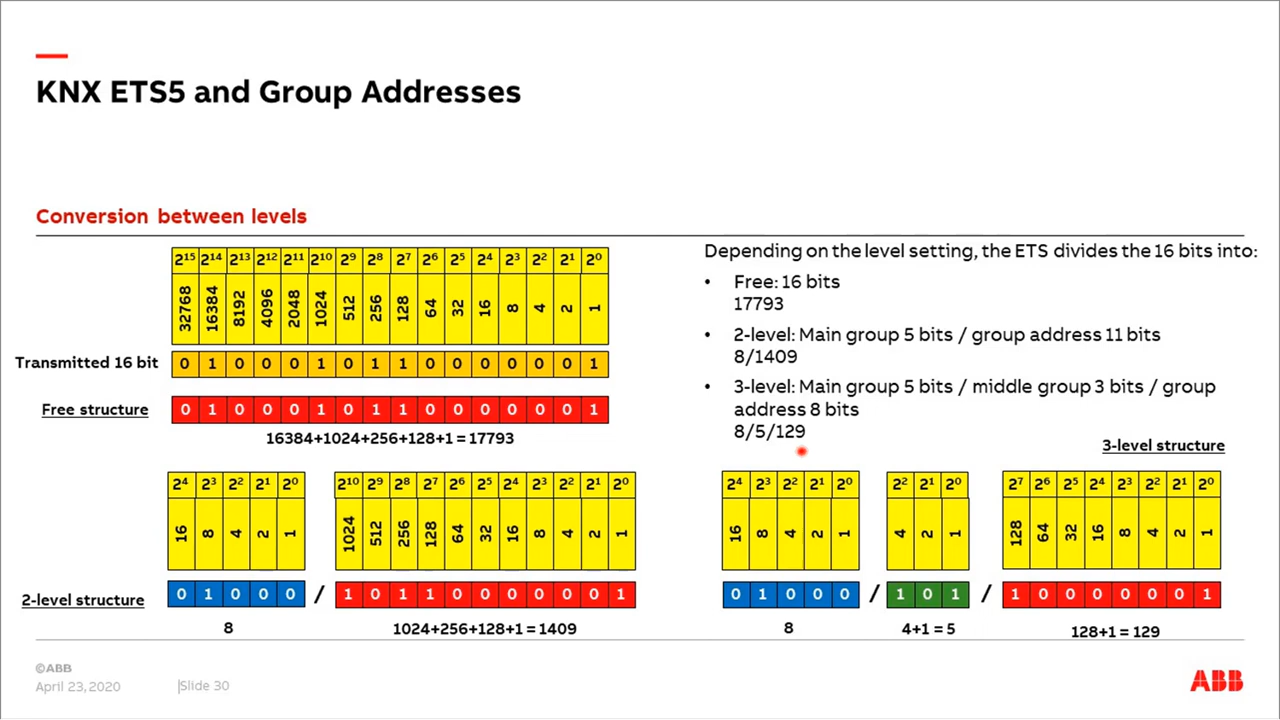 KNX ETS5 and Group Addresses
Conversion between levels
2¹⁵ 2¹⁴ 2¹³ 2¹² 2¹¹ 2¹⁰ 2⁹ 2⁸ 2⁷ 2⁶ 2⁵ 2⁴ 2³ 2² 2¹ 2⁰
32768 16384 8192 4096 2048 1024 512 256 128 64 32 16 8 4 2 1
Transmitted 16 bit 0 1 0 0 0 1 0 1 1 0 0 0 0 0 0 1
Free structure 0 1 0 0 0 1 0 1 1 0 0 0 0 0 0 1
16384+1024+256+128+1 = 17793
Depending on the level setting, the ETS divides the 16 bits into:
• Free: 16 bits
17793
• 2-level: Main group 5 bits / group address 11 bits
8/1409
• 3-level: Main group 5 bits / middle group 3 bits / group
address 8 bits
8/5/129
2⁴ 2³ 2² 2¹ 2⁰ 2¹⁰ 2⁹ 2⁸ 2⁷ 2⁶ 2⁵ 2⁴ 2³ 2² 2¹ 2⁰
16 8 4 2 1 1024 512 256 128 64 32 16 8 4 2 1
2-level structure 0 1 0 0 0 / 1 0 1 1 0 0 0 0 0 0 1
8 1024+256+128+1 = 1409
3-level structure
2⁴ 2³ 2² 2¹ 2⁰ 2² 2¹ 2⁰ 2⁷ 2⁶ 2⁵ 2⁴ 2³ 2² 2¹ 2⁰
16 8 4 2 1 4 2 1 128 64 32 16 8 4 2 1
0 1 0 0 0 / 1 0 1 / 1 0 0 0 0 0 0 1
8 4+1 = 5 128+1 = 129
©ABB
April 23, 2020 |Slide 30
ABB